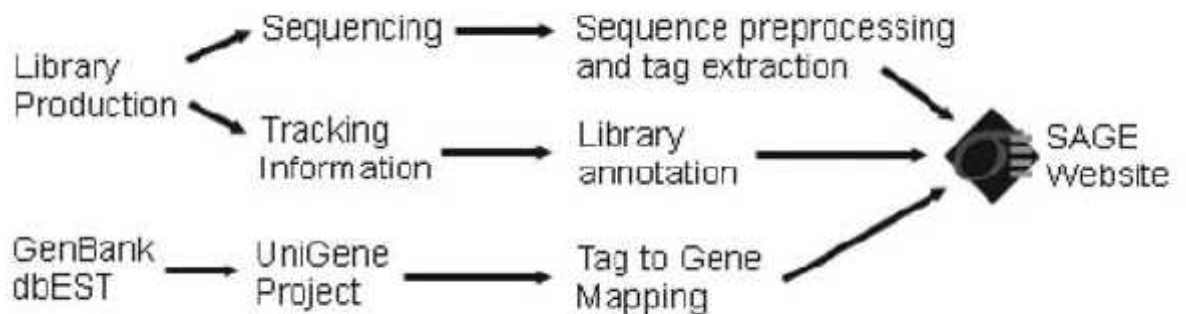 Sequencing
Sequence preprocessing
and tag extraction
Library
Production
Tracking
Information
Library
annotation
SAGE
Website
GenBank
dbEST
UniGene
Project
Tag to Gene
Mapping